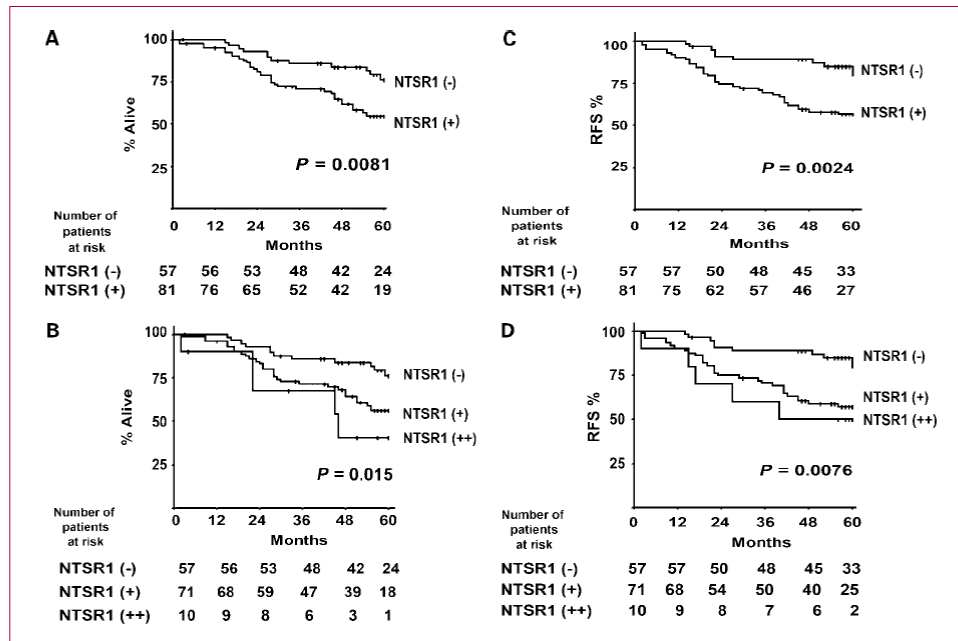 A
100
75
50
25
% Alive
NTSR1 (-)
NTSR1 (+)
P = 0.0081
Number of
patients
at risk
0 12 24 36 48 60
Months
NTSR1 (-) 57 56 53 48 42 24
NTSR1 (+) 81 76 65 52 42 19
B
100
75
50
25
% Alive
NTSR1 (-)
NTSR1 (+)
NTSR1 (++)
P = 0.015
Number of
patients
at risk
0 12 24 36 48 60
Months
NTSR1 (-) 57 56 53 48 42 24
NTSR1 (+) 71 68 59 47 39 18
NTSR1 (++) 10 9 8 6 3 1
C
100
75
50
25
RFS %
NTSR1 (-)
NTSR1 (+)
P = 0.0024
Number of
patients
at risk
0 12 24 36 48 60
Months
NTSR1 (-) 57 57 50 48 45 33
NTSR1 (+) 81 75 62 57 46 27
D
100
75
50
25
RFS %
NTSR1 (-)
NTSR1 (+)
NTSR1 (++)
P = 0.0076
Number of
patients
at risk
0 12 24 36 48 60
Months
NTSR1 (-) 57 57 50 48 45 33
NTSR1 (+) 71 68 54 50 40 25
NTSR1 (++) 10 9 8 7 6 2